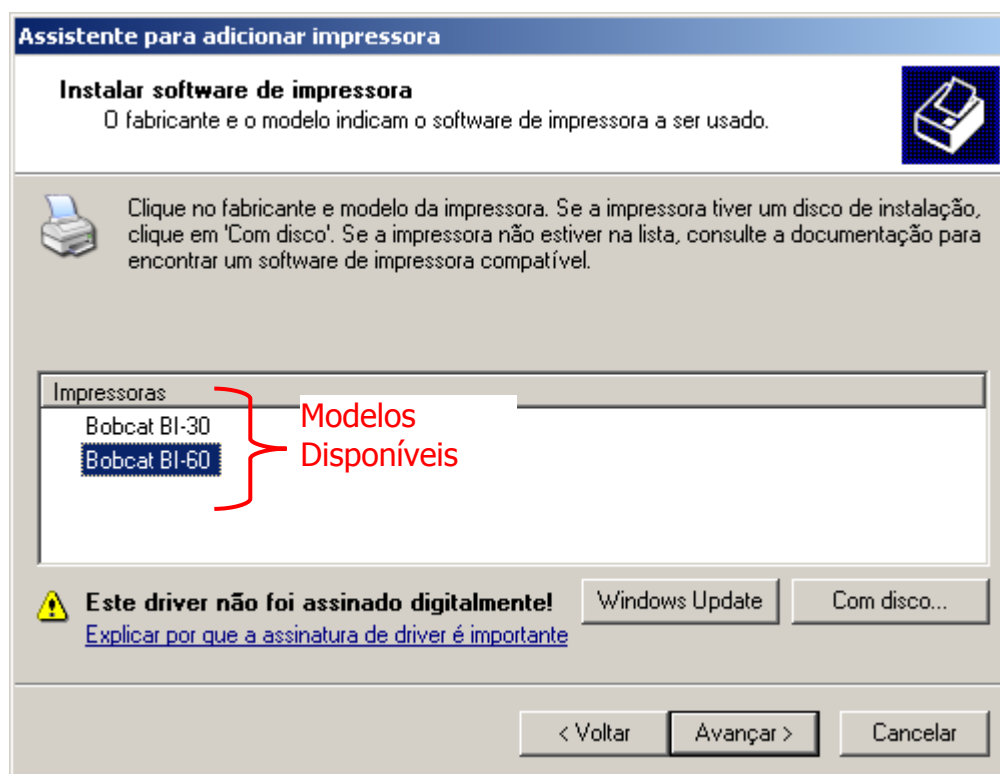 Assistente para adicionar impressora
Instalar software de impressora
O fabricante e o modelo indicam o software de impressora a ser usado.
Clique no fabricante e modelo da impressora. Se a impressora tiver um disco de instalação,
clique em 'Com disco'. Se a impressora não estiver na lista, consulte a documentação para
encontrar um software de impressora compatível.
Impressoras
Bobcat BI-30
Bobcat BI-60
Modelos
Disponíveis
Este driver não foi assinado digitalmente!
Explicar por que a assinatura de driver é importante
Windows Update
Com disco...
< Voltar
Avançar >
Cancelar